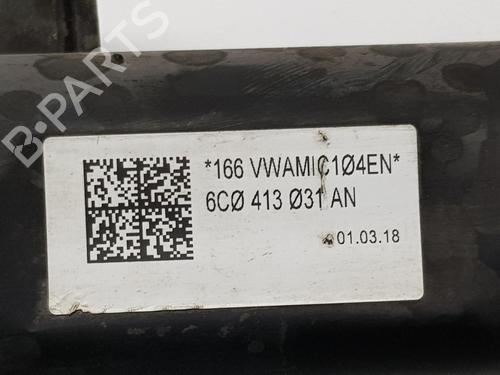 B-PARTS
*166 VWAMIC1Ø4EN*
6CØ 413 Ø31 AN
01.03.18